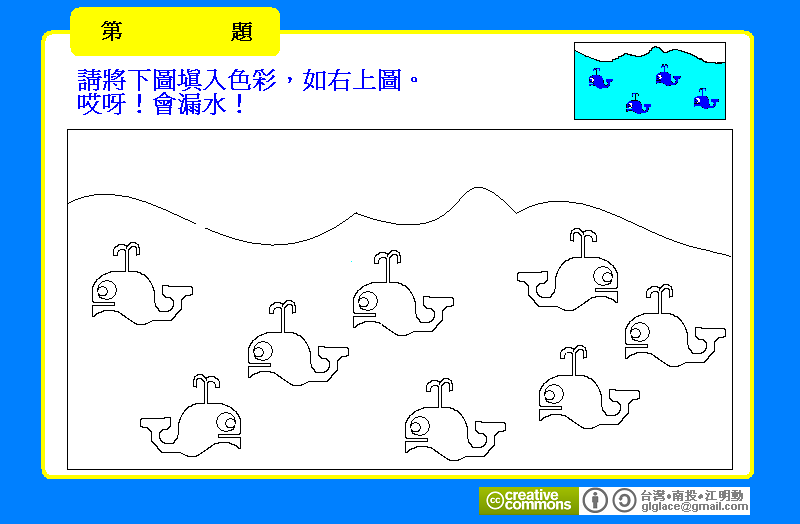 第 題
請將下圖填入色彩，如右上圖。
哎呀！會漏水！
cc creative commons
台灣●南投●江明勳
glglace@gmail.com